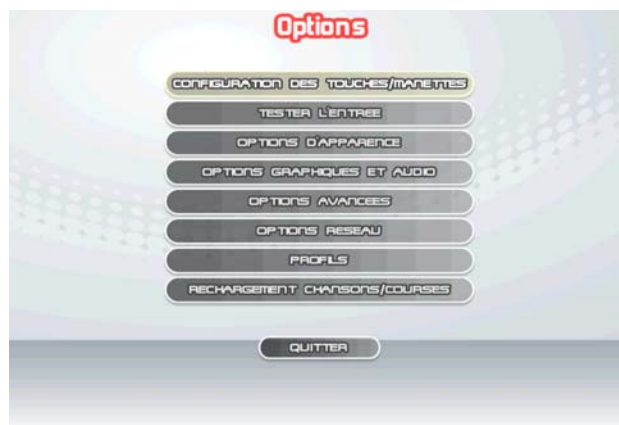 Options
CONFIGURATION DES TOUCHES/MANETTES
TESTER L'ENTREE
OPTIONS D'APPARENCE
OPTIONS GRAPHIQUES ET AUDIO
OPTIONS AVANCEES
OPTIONS RESEAU
PROFILS
RECHARGEMENT CHANSONS/COURSES
QUITTER